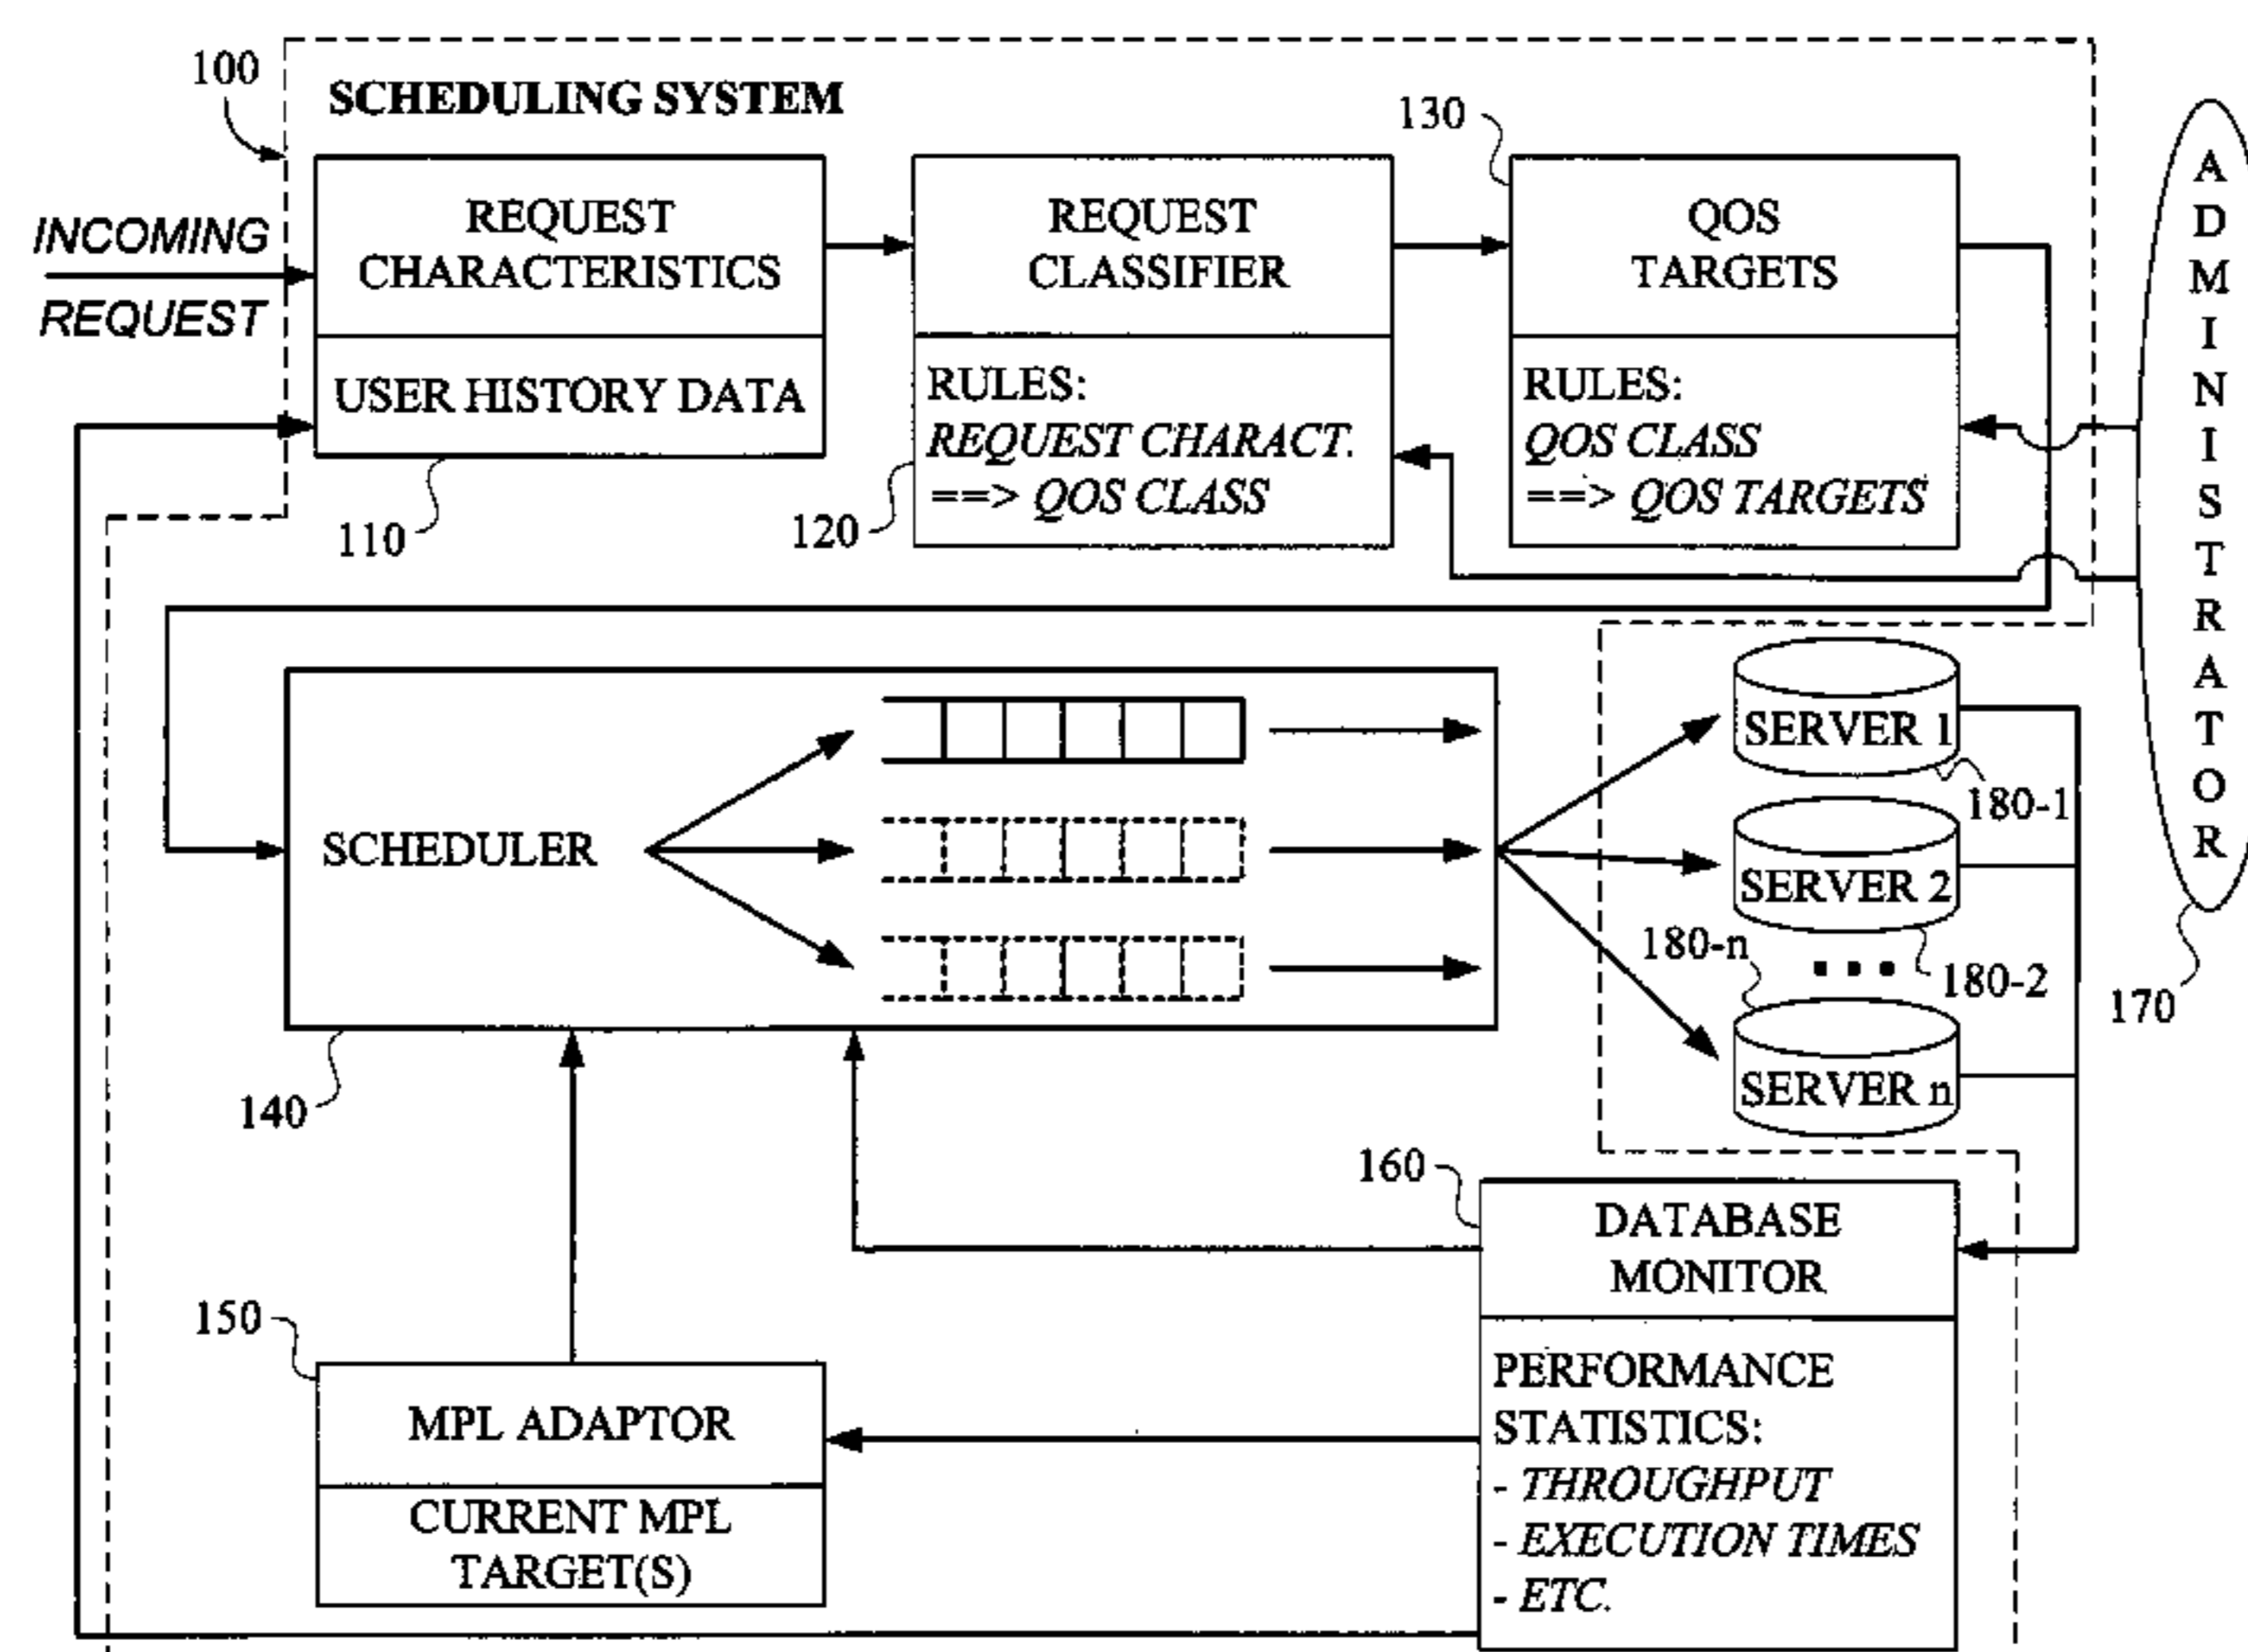 100
SCHEDULING SYSTEM
130
INCOMING
REQUEST
REQUEST
CHARACTERISTICS
USER HISTORY DATA
110
REQUEST
CLASSIFIER
RULES:
REQUEST CHARACT.
==> QOS CLASS
120
QOS
TARGETS
RULES:
QOS CLASS
==> QOS TARGETS
ADMINISTRATOR
170
SCHEDULER
140
SERVER 1
180-1
SERVER 2
180-2
180-n
...
SERVER n
160
DATABASE
MONITOR
PERFORMANCE
STATISTICS:
- THROUGHPUT
- EXECUTION TIMES
- ETC.
150
MPL ADAPTOR
CURRENT MPL
TARGET(S)